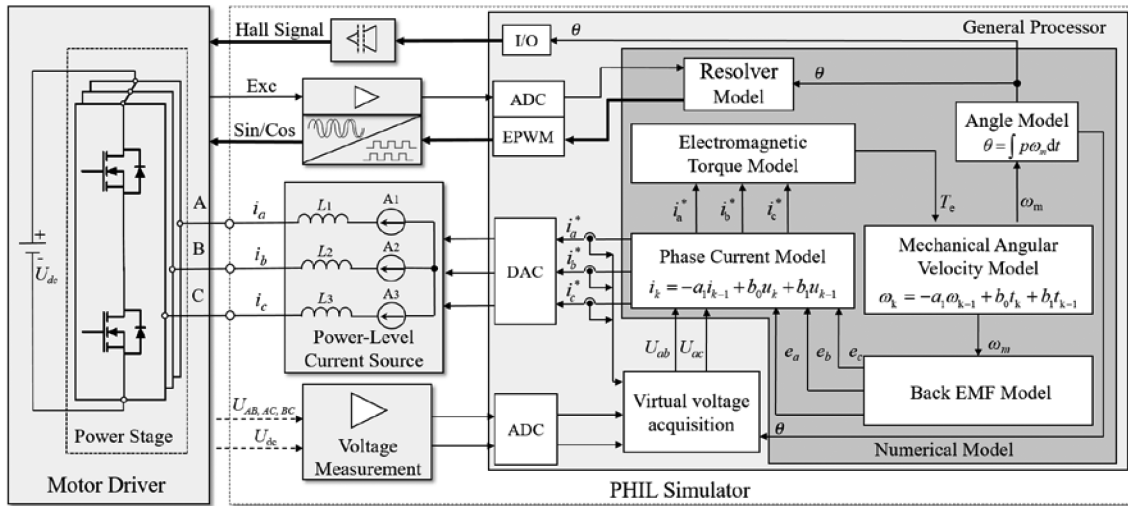 Hall Signal
I/O
θ
General Processor
Exc
ADC
Resolver
Model
θ
Sin/Cos
EPWM
Angle Model
θ = ∫ pω_m dt
Electromagnetic
Torque Model
A
i_a
L1
A1
i_a^*
i_b^*
i_c^*
T_e
ω_m
B
i_b
L2
A2
DAC
i_a^*
i_b^*
i_c^*
Phase Current Model
i_k = -a_1 i_{k-1} + b_0 u_k + b_1 u_{k-1}
Mechanical Angular
Velocity Model
ω_k = -a_1 ω_{k-1} + b_0 t_k + b_1 t_{k-1}
+
-
U_dc
C
i_c
L3
A3
Power-Level
Current Source
U_ab
U_ac
e_a
e_b
e_c
ω_m
Back EMF Model
U_AB, AC, BC
U_dc
Voltage
Measurement
ADC
Virtual voltage
acquisition
θ
Power Stage
Numerical Model
Motor Driver
PHIL Simulator